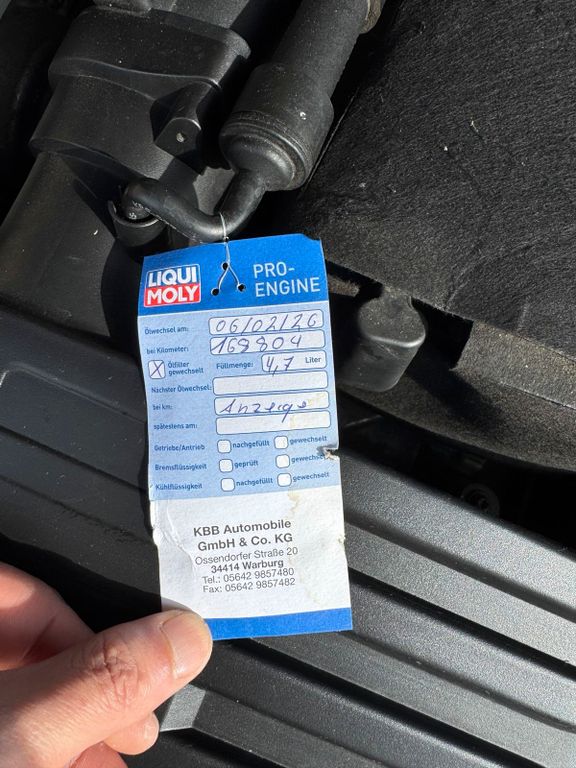 LIQUI MOLY
PRO-ENGINE
Ölwechsel am: 06/02/26
bei Kilometer: 169804
X Ölfilter gewechselt Füllmenge: 4,7 Liter
Nächster Ölwechsel:
bei km: Anzeige
spätestens am:
Getriebe/Antrieb nachgefüllt gewechselt
Bremsflüssigkeit geprüft gewechselt
Kühlflüssigkeit nachgefüllt gewechselt
KBB Automobile
GmbH & Co. KG
Ossendorfer Straße 20
34414 Warburg
Tel.: 05642 9857480
Fax: 05642 9857482